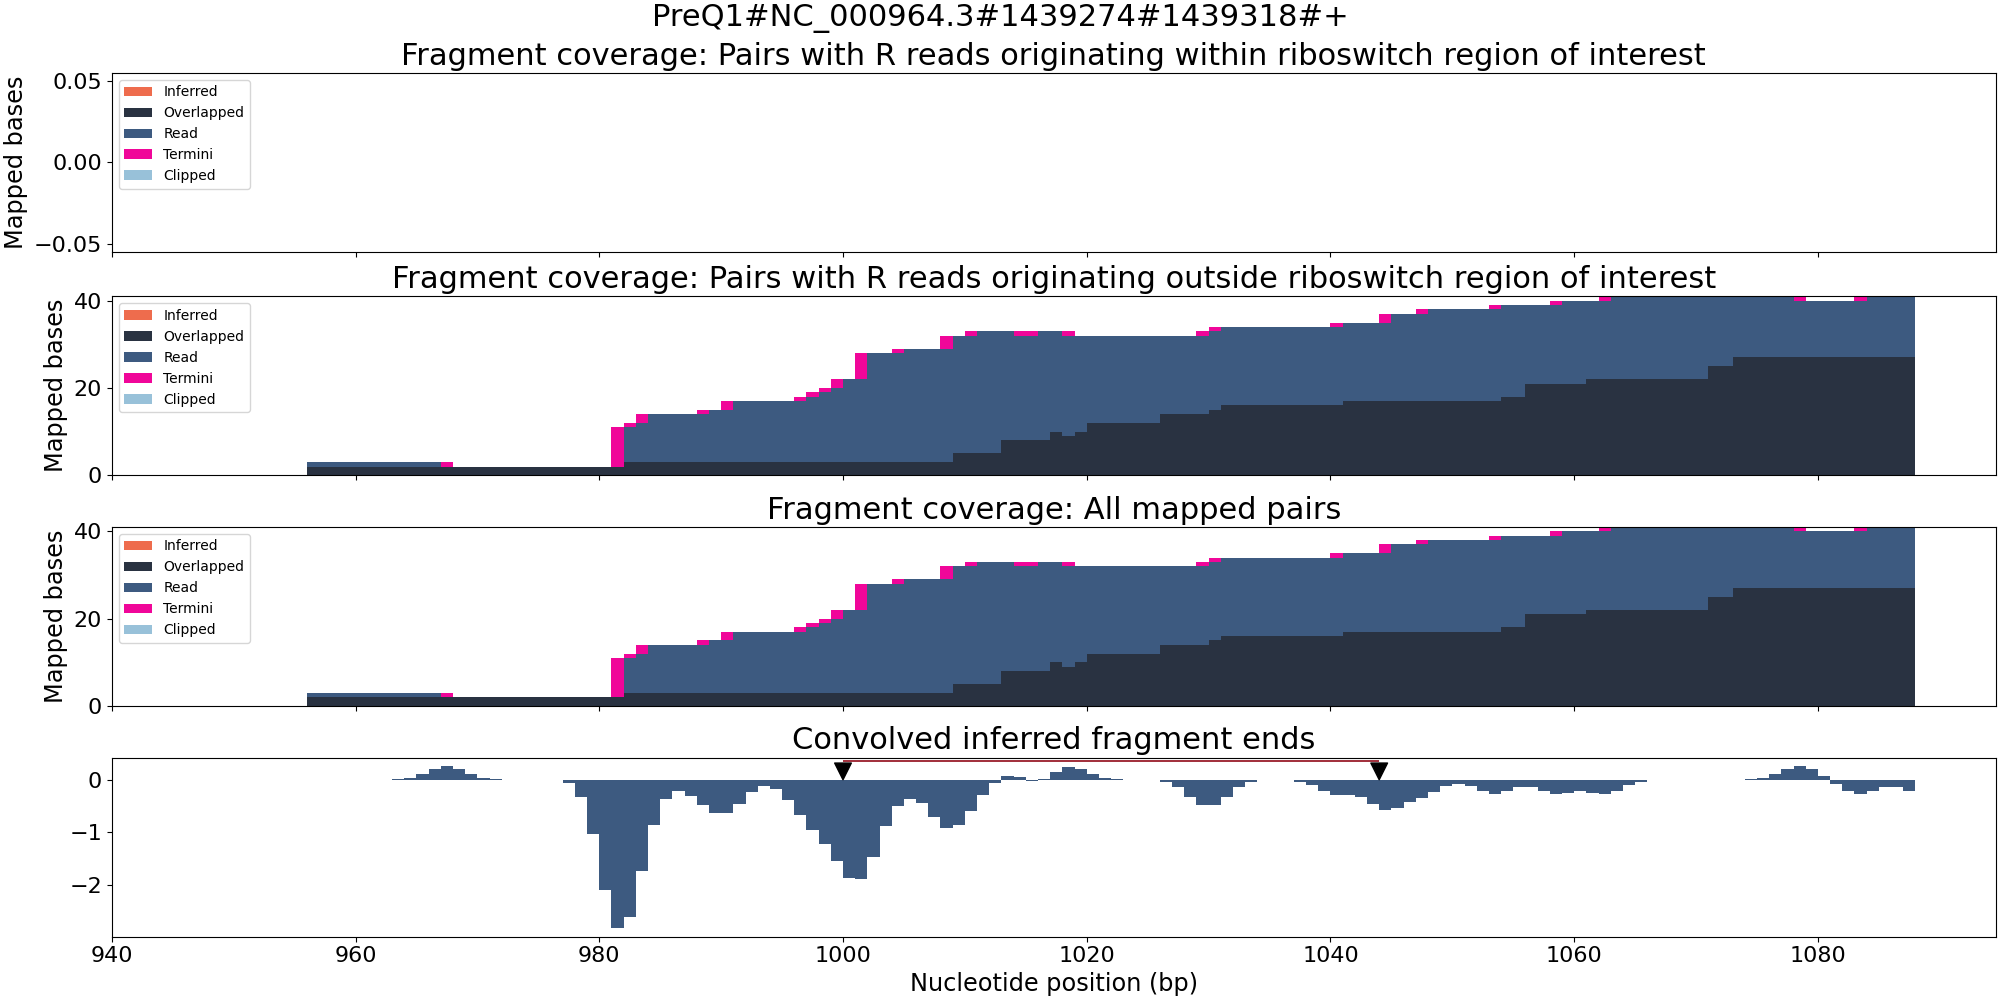 PreQ1#NC_000964.3#1439274#1439318#+
Fragment coverage: Pairs with R reads originating within riboswitch region of interest
Mapped bases
0.05
0.00
−0.05
Inferred
Overlapped
Read
Termini
Clipped
Fragment coverage: Pairs with R reads originating outside riboswitch region of interest
Mapped bases
40
20
0
Inferred
Overlapped
Read
Termini
Clipped
Fragment coverage: All mapped pairs
Mapped bases
40
20
0
Inferred
Overlapped
Read
Termini
Clipped
Convolved inferred fragment ends
0
−1
−2
940 960 980 1000 1020 1040 1060 1080
Nucleotide position (bp)